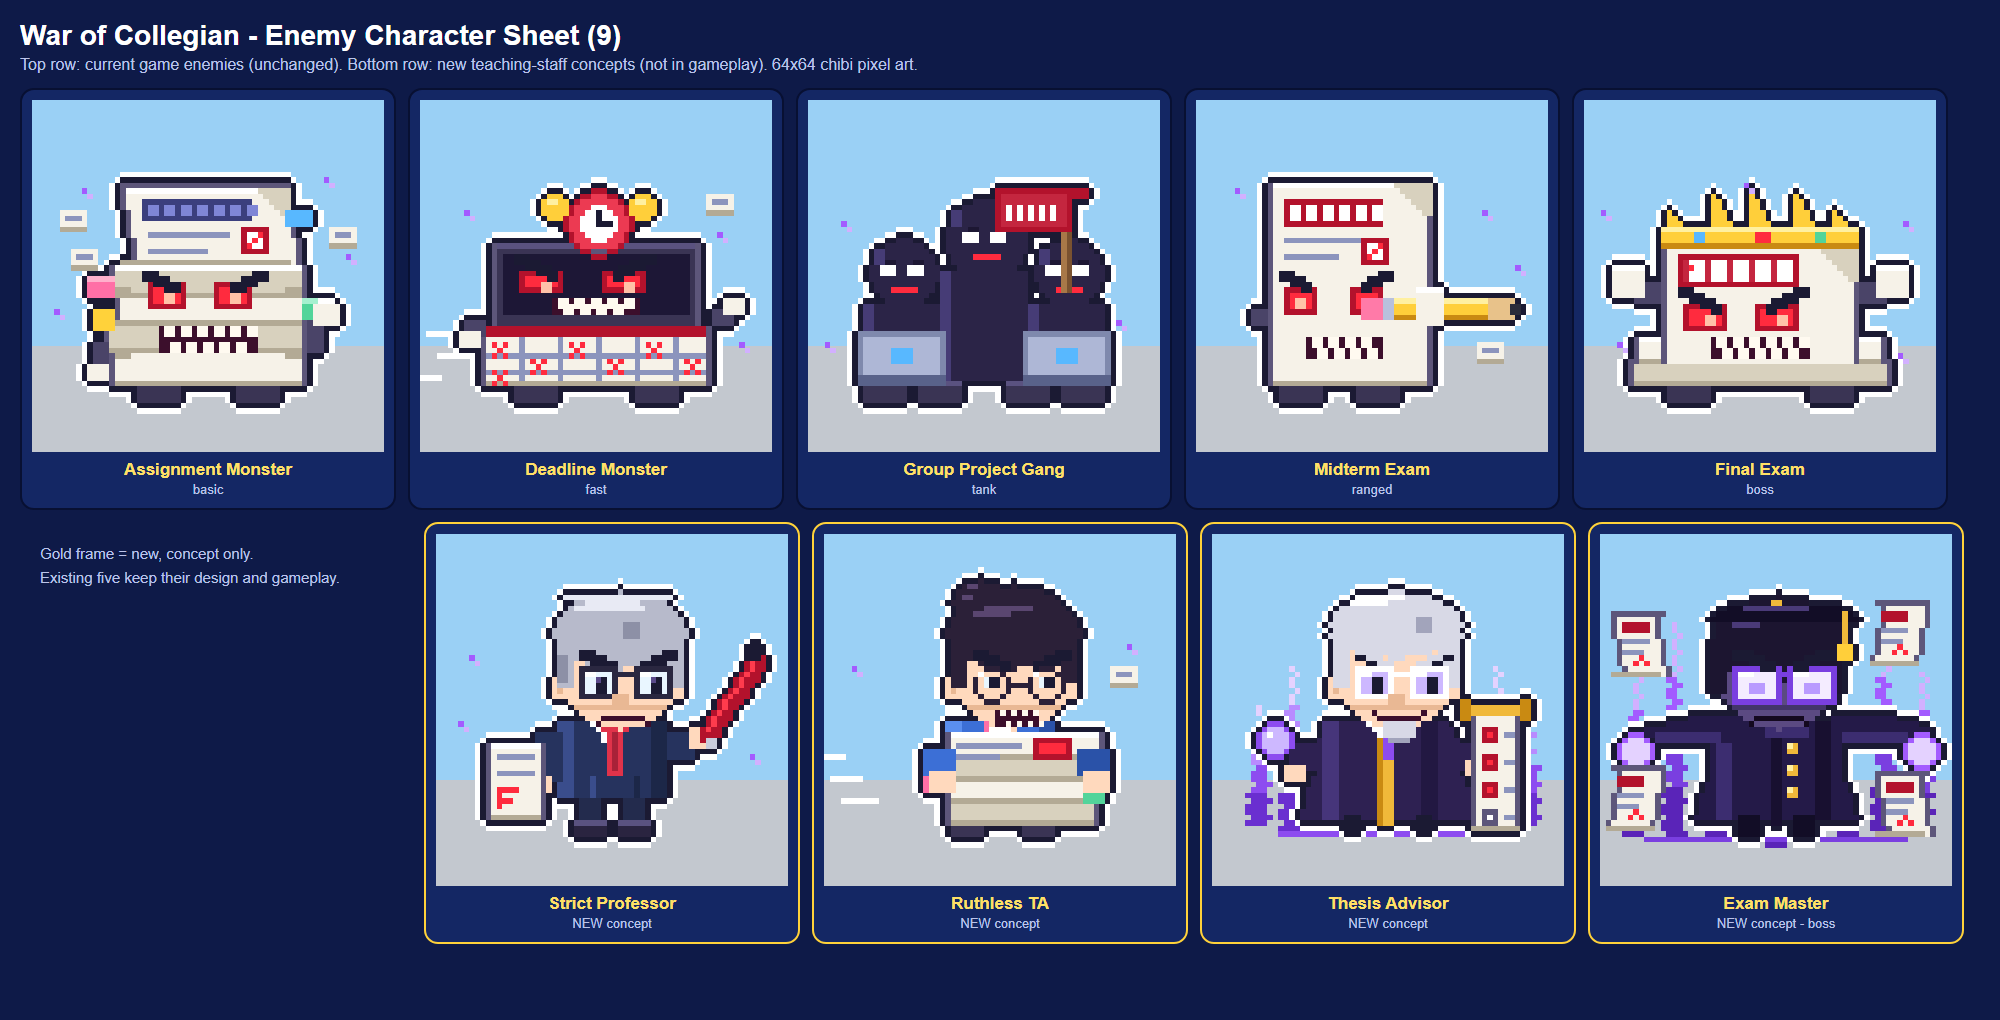 War of Collegian - Enemy Character Sheet (9)
Top row: current game enemies (unchanged). Bottom row: new teaching-staff concepts (not in gameplay). 64x64 chibi pixel art.
Assignment Monster
basic
Deadline Monster
fast
Group Project Gang
tank
Midterm Exam
ranged
Final Exam
boss
Gold frame = new, concept only.
Existing five keep their design and gameplay.
F
Strict Professor
NEW concept
Ruthless TA
NEW concept
Thesis Advisor
NEW concept
Exam Master
NEW concept - boss